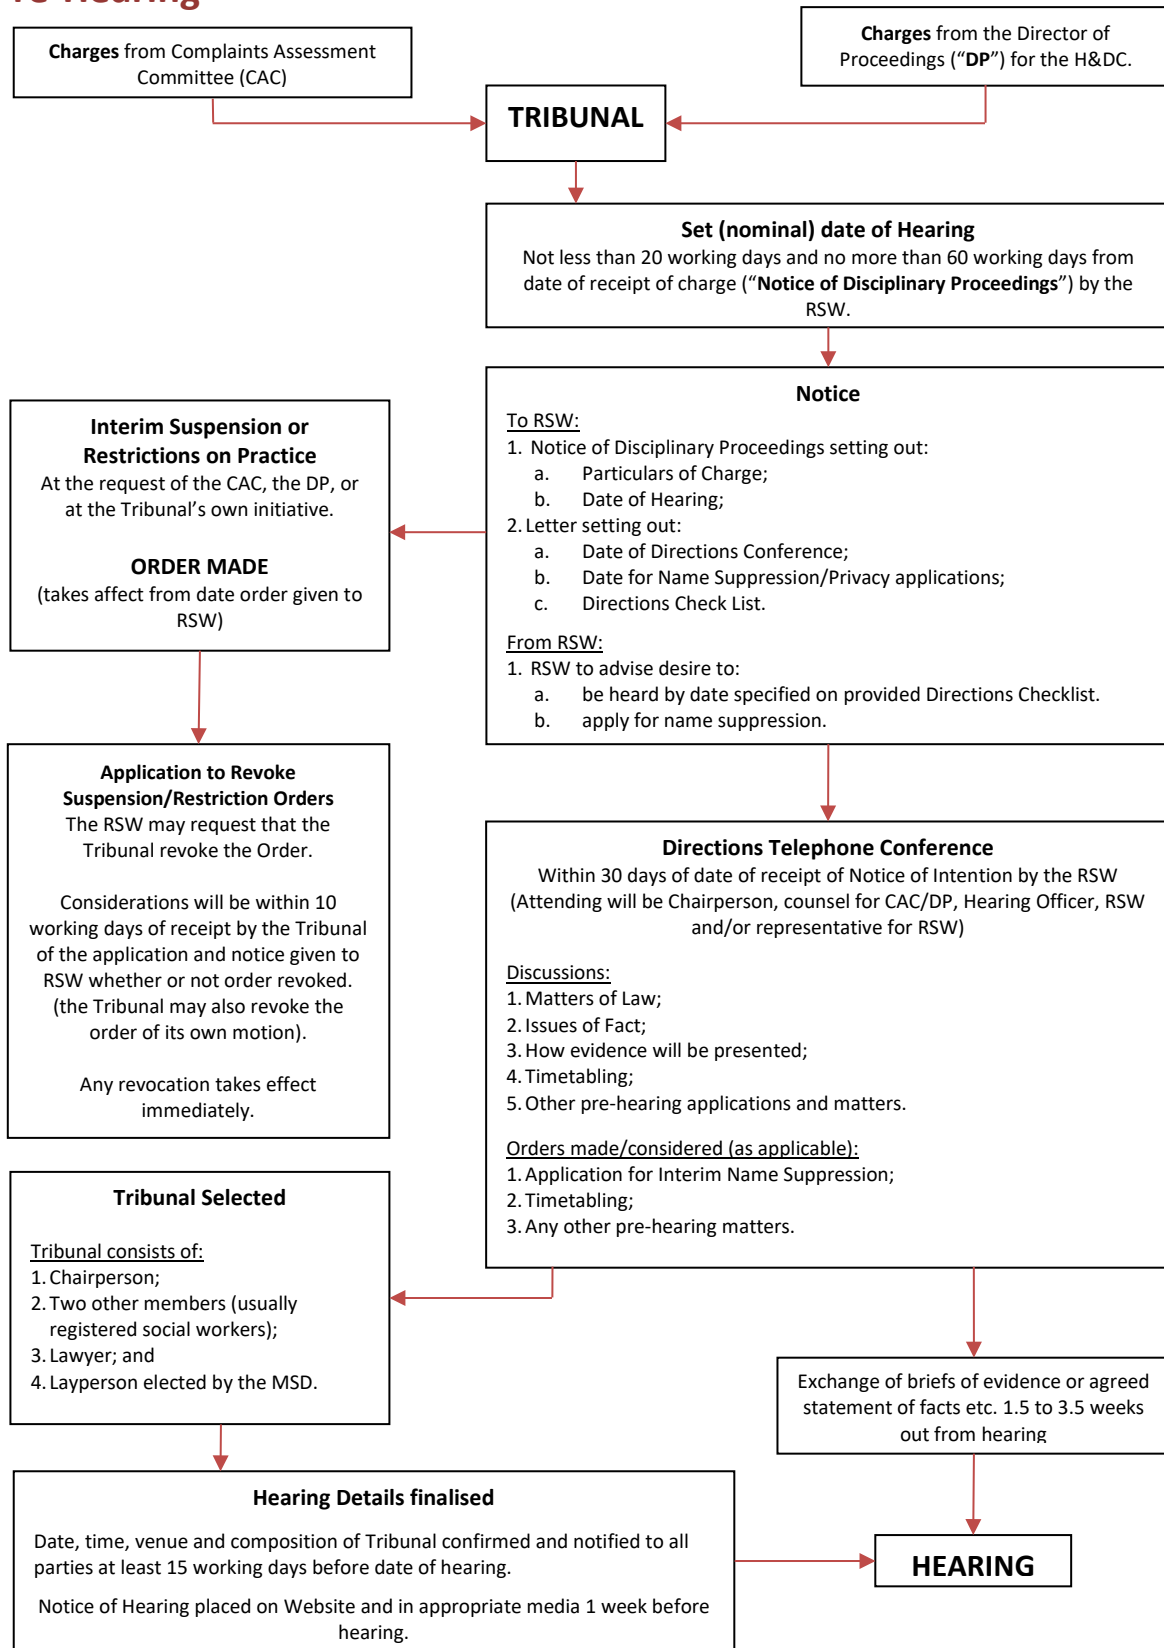 re-Hearing
Charges from Complaints Assessment
Committee (CAC)
Charges from the Director of
Proceedings (“DP”) for the H&DC.
TRIBUNAL
Set (nominal) date of Hearing
Not less than 20 working days and no more than 60 working days from
date of receipt of charge (“Notice of Disciplinary Proceedings”) by the
RSW.
Notice
To RSW:
1. Notice of Disciplinary Proceedings setting out:
a. Particulars of Charge;
b. Date of Hearing;
2. Letter setting out:
a. Date of Directions Conference;
b. Date for Name Suppression/Privacy applications;
c. Directions Check List.
From RSW:
1. RSW to advise desire to:
a. be heard by date specified on provided Directions Checklist.
b. apply for name suppression.
Interim Suspension or
Restrictions on Practice
At the request of the CAC, the DP, or
at the Tribunal’s own initiative.
ORDER MADE
(takes affect from date order given to
RSW)
Application to Revoke
Suspension/Restriction Orders
The RSW may request that the
Tribunal revoke the Order.
Considerations will be within 10
working days of receipt by the Tribunal
of the application and notice given to
RSW whether or not order revoked.
(the Tribunal may also revoke the
order of its own motion).
Any revocation takes effect
immediately.
Directions Telephone Conference
Within 30 days of date of receipt of Notice of Intention by the RSW
(Attending will be Chairperson, counsel for CAC/DP, Hearing Officer, RSW
and/or representative for RSW)
Discussions:
1. Matters of Law;
2. Issues of Fact;
3. How evidence will be presented;
4. Timetabling;
5. Other pre-hearing applications and matters.
Orders made/considered (as applicable):
1. Application for Interim Name Suppression;
2. Timetabling;
3. Any other pre-hearing matters.
Tribunal Selected
Tribunal consists of:
1. Chairperson;
2. Two other members (usually
registered social workers);
3. Lawyer; and
4. Layperson elected by the MSD.
Exchange of briefs of evidence or agreed
statement of facts etc. 1.5 to 3.5 weeks
out from hearing
Hearing Details finalised
Date, time, venue and composition of Tribunal confirmed and notified to all
parties at least 15 working days before date of hearing.
Notice of Hearing placed on Website and in appropriate media 1 week before
hearing.
HEARING